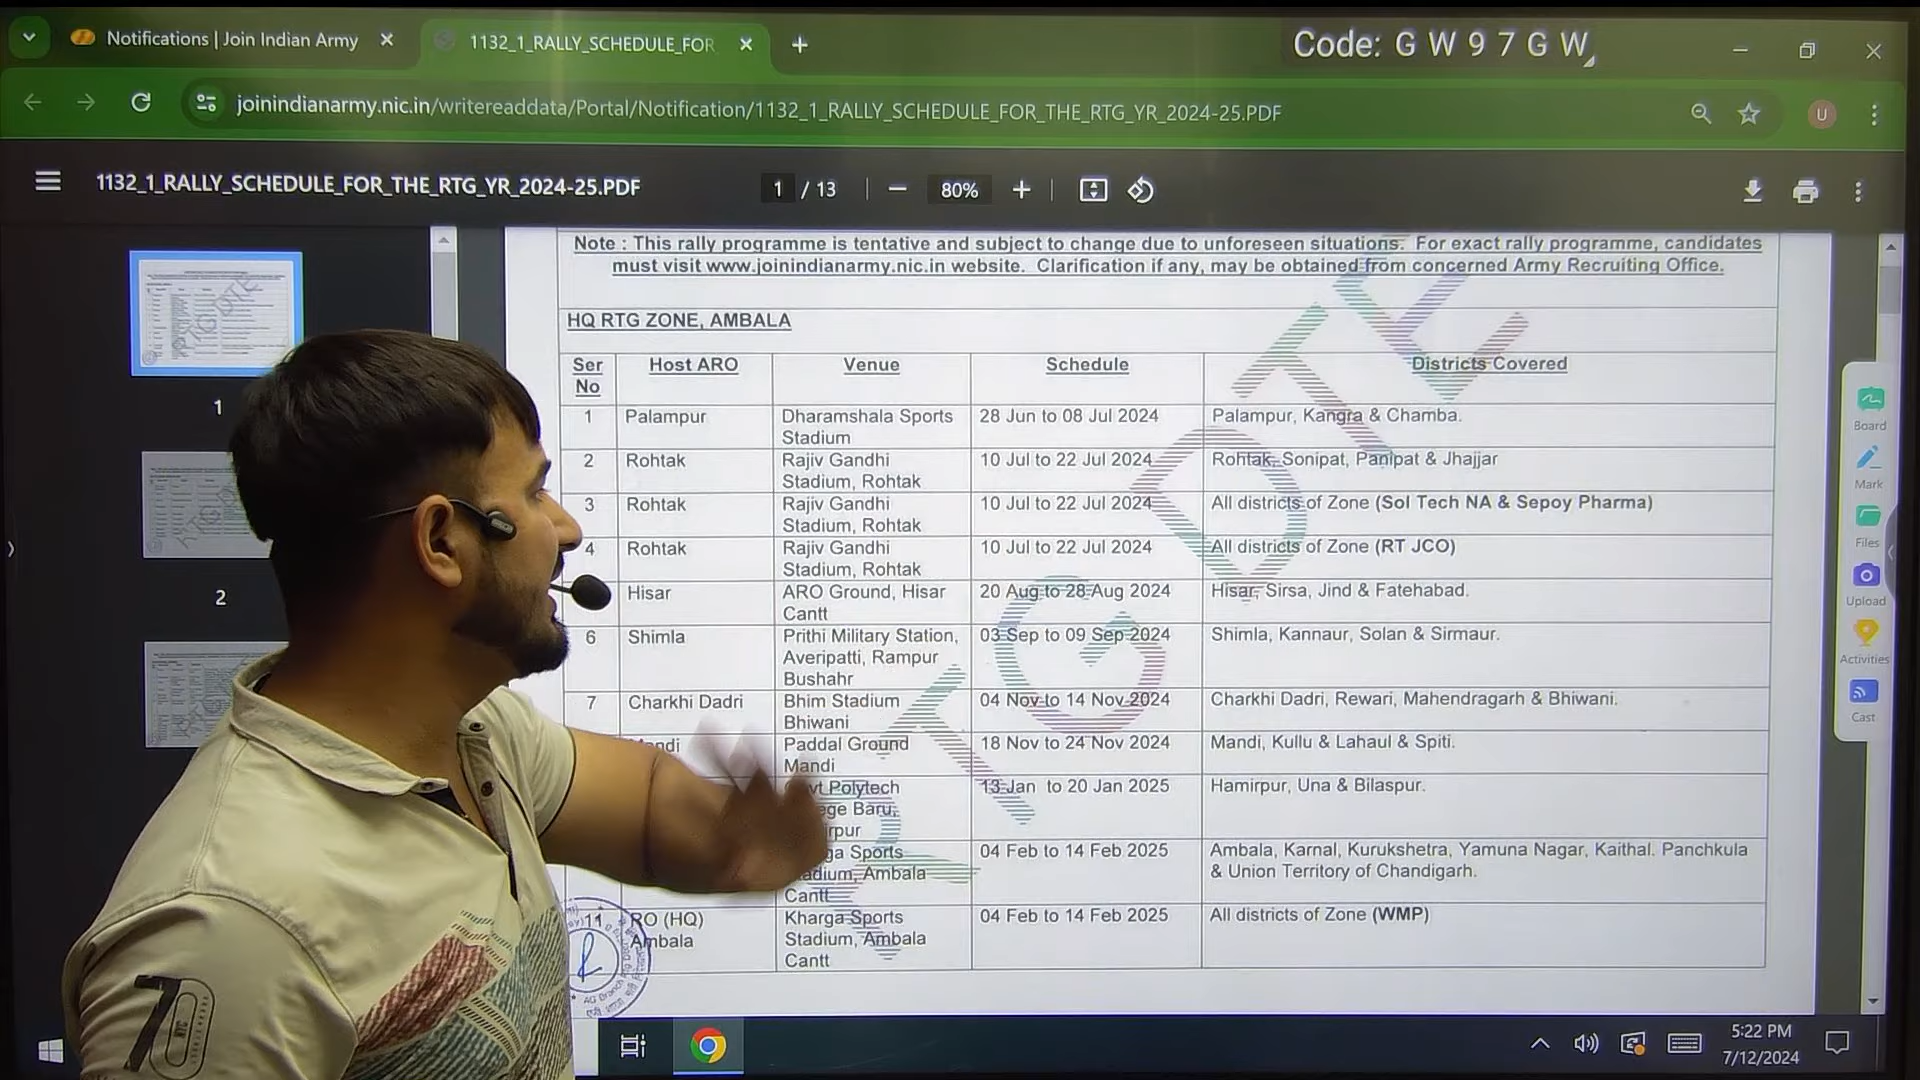 Notifications | Join Indian Army
1132_1_RALLY_SCHEDULE_FOR
Code: G W 9 7 G W
joinindianarmy.nic.in/writereaddata/Portal/Notification/1132_1_RALLY_SCHEDULE_FOR_THE_RTG_YR_2024-25.PDF
U
1132_1_RALLY_SCHEDULE_FOR_THE_RTG_YR_2024-25.PDF
1 / 13
80%
Note : This rally programme is tentative and subject to change due to unforeseen situations. For exact rally programme, candidates
must visit www.joinindianarmy.nic.in website. Clarification if any, may be obtained from concerned Army Recruiting Office.
HQ RTG ZONE, AMBALA
Ser No Host ARO Venue Schedule Districts Covered
1 Palampur Dharamshala Sports Stadium 28 Jun to 08 Jul 2024 Palampur, Kangra & Chamba.
2 Rohtak Rajiv Gandhi Stadium, Rohtak 10 Jul to 22 Jul 2024 Rohtak, Sonipat, Panipat & Jhajjar
3 Rohtak Rajiv Gandhi Stadium, Rohtak 10 Jul to 22 Jul 2024 All districts of Zone (Sol Tech NA & Sepoy Pharma)
4 Rohtak Rajiv Gandhi Stadium, Rohtak 10 Jul to 22 Jul 2024 All districts of Zone (RT JCO)
Hisar ARO Ground, Hisar Cantt 20 Aug to 28 Aug 2024 Hisar, Sirsa, Jind & Fatehabad.
6 Shimla Prithi Military Station, Averipatti, Rampur Bushahr 03 Sep to 09 Sep 2024 Shimla, Kannaur, Solan & Sirmaur.
7 Charkhi Dadri Bhim Stadium Bhiwani 04 Nov to 14 Nov 2024 Charkhi Dadri, Rewari, Mahendragarh & Bhiwani.
Paddal Ground Mandi 18 Nov to 24 Nov 2024 Mandi, Kullu & Lahaul & Spiti.
Polytech Baru, 13 Jan to 20 Jan 2025 Hamirpur, Una & Bilaspur.
Sports Ambala Cantt 04 Feb to 14 Feb 2025 Ambala, Karnal, Kurukshetra, Yamuna Nagar, Kaithal. Panchkula & Union Territory of Chandigarh.
11 RO (HQ) Ambala Kharga Sports Stadium, Ambala Cantt 04 Feb to 14 Feb 2025 All districts of Zone (WMP)
RTG DTE
1
2
Board
Mark
Files
Upload
Activities
Cast
70
5:22 PM
7/12/2024